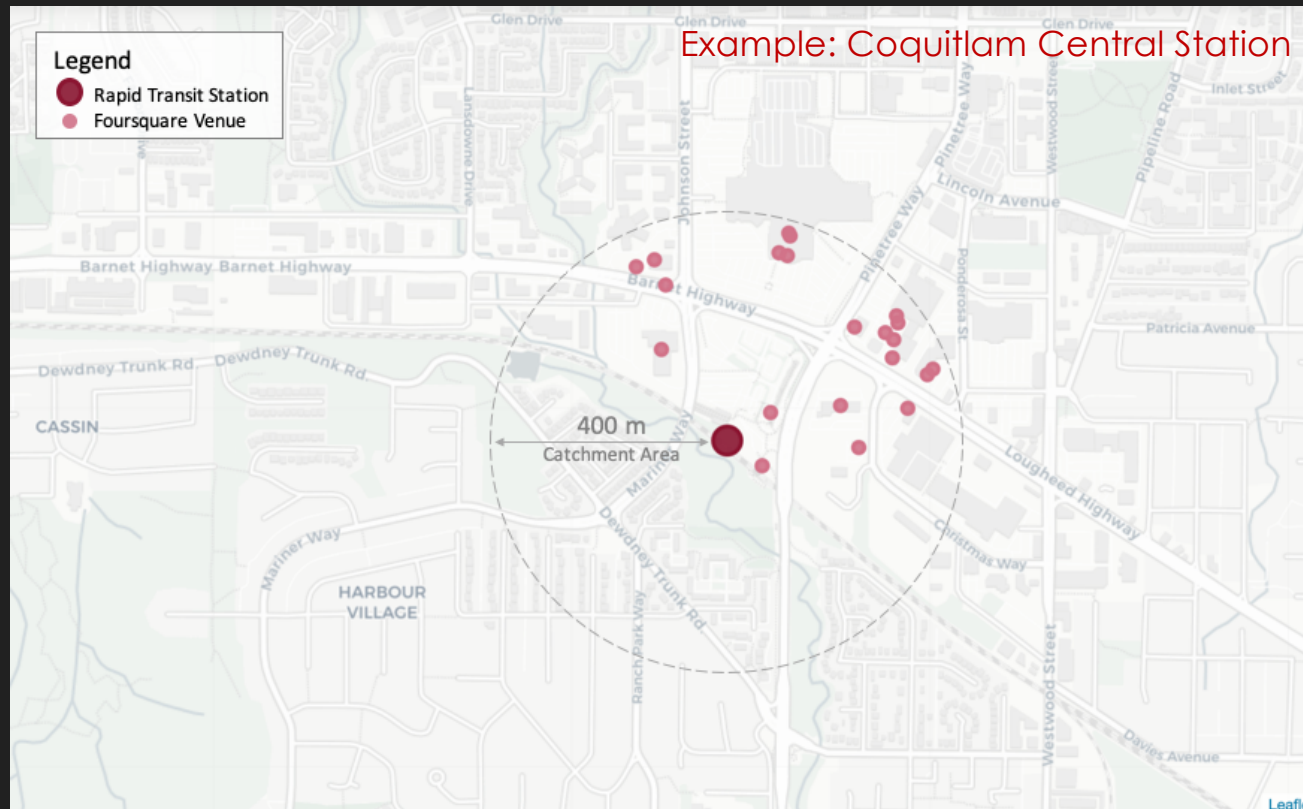 Glen Drive
Glen Drive
Glen Drive
Example: Coquitlam Central Station
Legend
Rapid Transit Station
Foursquare Venue
Inlet Street
Lansdowne Drive
Johnson Street
Pinetree Way
Westwood Street
Pipeline Road
Lincoln Avenue
Pinetree Way
Ponderosa St
Barnet Highway Barnet Highway
Barnet Highway
Patricia Avenue
Dewdney Trunk Rd.
Dewdney Trunk Rd.
CASSIN
400 m
Catchment Area
Mariner Way
Lougheed Highway
Mariner Way
Dewdney Trunk Rd.
Christmas Way
HARBOUR
VILLAGE
Ranch Park Way
Westwood Street
Davies Avenue